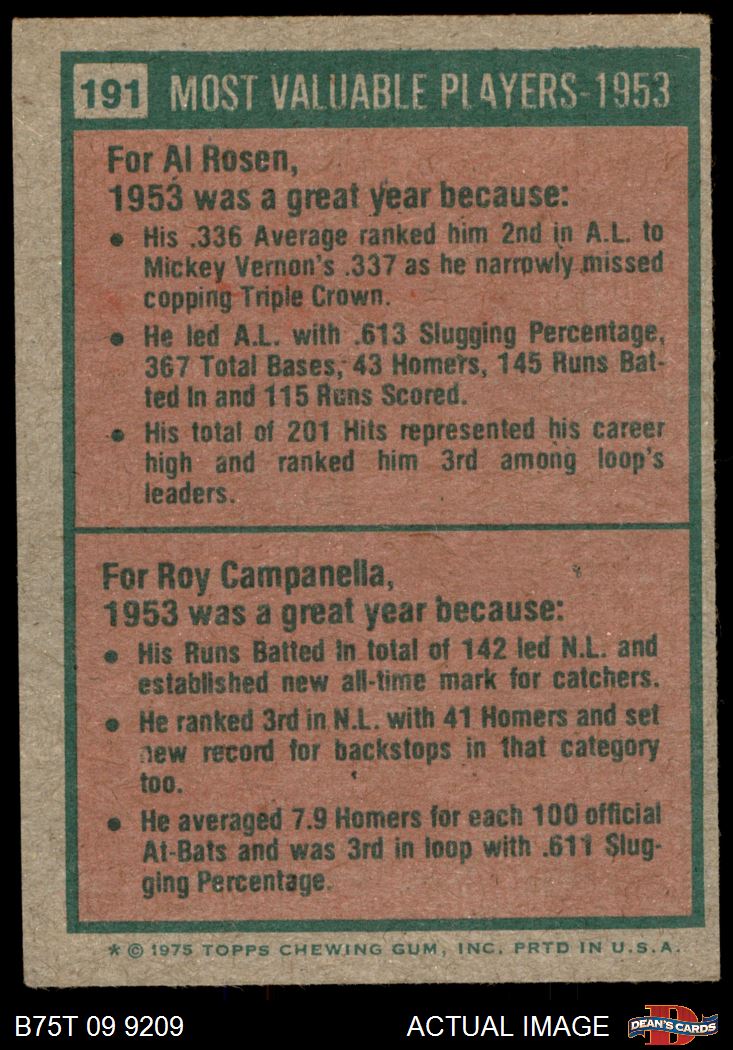 191 MOST VALUABLE PLAYERS-1953
For Al Rosen,
1953 was a great year because:
• His .336 Average ranked him 2nd in A.L. to
Mickey Vernon's .337 as he narrowly missed
copping Triple Crown.
• He led A.L. with .613 Slugging Percentage,
367 Total Bases, 43 Homers, 145 Runs Bat-
ted In and 115 Runs Scored.
• His total of 201 Hits represented his career
high and ranked him 3rd among loop's
leaders.
For Roy Campanella,
1953 was a great year because:
• His Runs Batted In total of 142 led N.L. and
established new all-time mark for catchers.
• He ranked 3rd in N.L. with 41 Homers and set
new record for backstops in that category
too.
• He averaged 7.9 Homers for each 100 official
At-Bats and was 3rd in loop with .611 Slug-
ging Percentage.
* © 1975 TOPPS CHEWING GUM, INC. PRTD IN U.S.A.
B75T 09 9209 ACTUAL IMAGE D DEAN'S CARDS